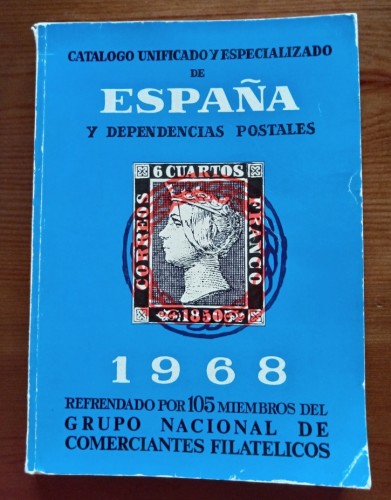 CATALOGO UNIFICADO Y ESPECIALIZADO
DE
ESPAÑA
Y DEPENDENCIAS POSTALES
6 CUARTOS
CORREOS
FRANCO
1850
1968
REFRENDADO POR 105 MIEMBROS DEL
GRUPO NACIONAL DE
COMERCIANTES FILATELICOS